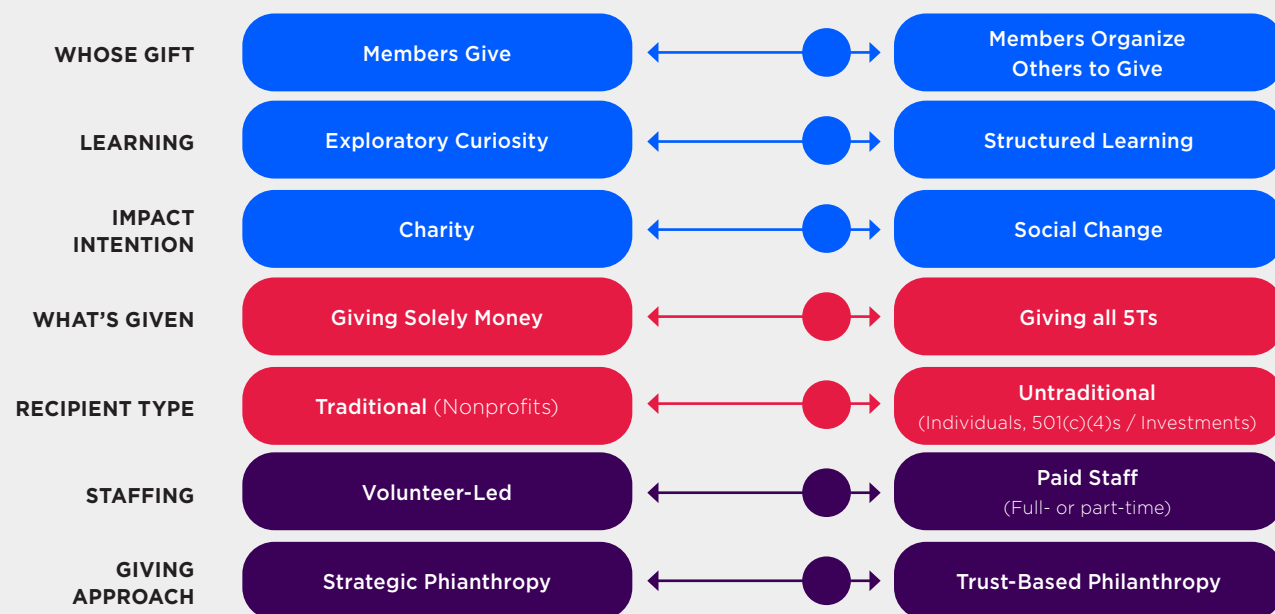 WHOSE GIFT
Members Give
Members Organize
Others to Give
LEARNING
Exploratory Curiosity
Structured Learning
IMPACT
INTENTION
Charity
Social Change
WHAT’S GIVEN
Giving Solely Money
Giving all 5Ts
RECIPIENT TYPE
Traditional (Nonprofits)
Untraditional
(Individuals, 501(c)(4)s / Investments)
STAFFING
Volunteer-Led
Paid Staff
(Full- or part-time)
GIVING
APPROACH
Strategic Phianthropy
Trust-Based Philanthropy